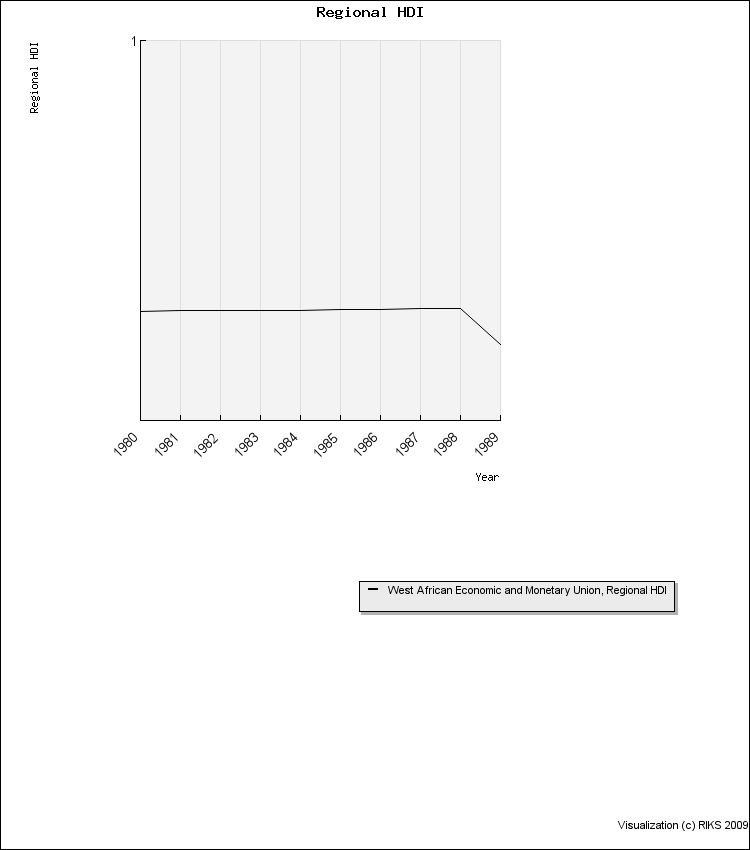 Regional HDI
Regional HDI
1
1980 1981 1982 1983 1984 1985 1986 1987 1988 1989
Year
West African Economic and Monetary Union, Regional HDI
Visualization (c) RIKS 2009